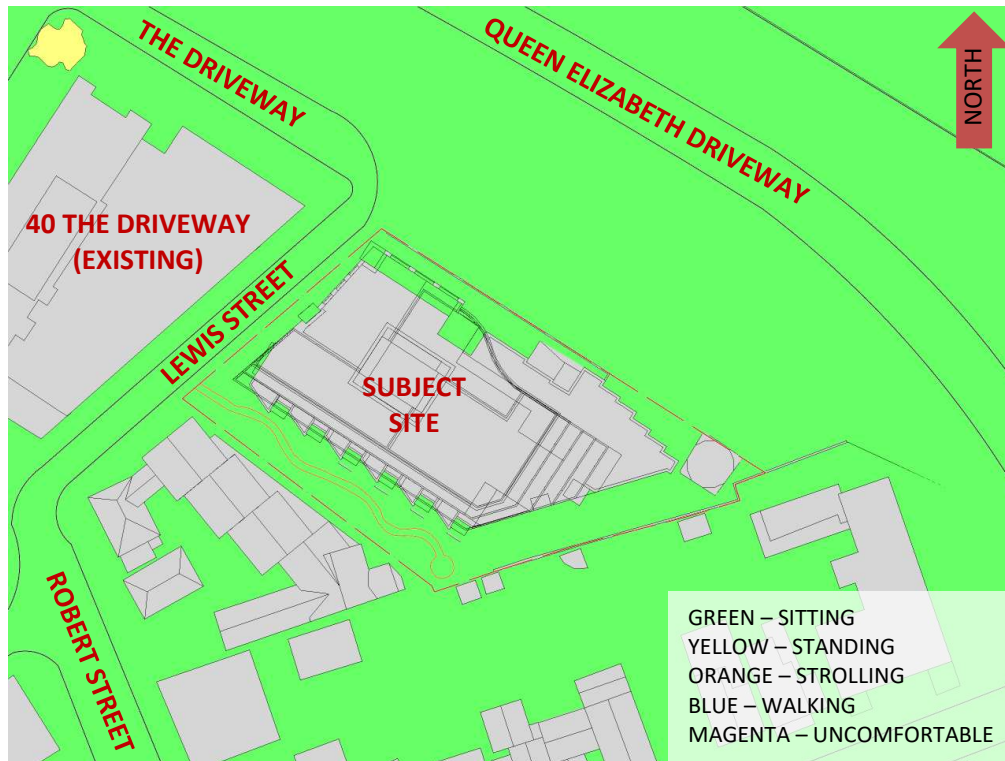 THE DRIVEWAY
QUEEN ELIZABETH DRIVEWAY
NORTH
40 THE DRIVEWAY
(EXISTING)
LEWIS STREET
SUBJECT
SITE
ROBERT STREET
GREEN – SITTING
YELLOW – STANDING
ORANGE – STROLLING
BLUE – WALKING
MAGENTA – UNCOMFORTABLE